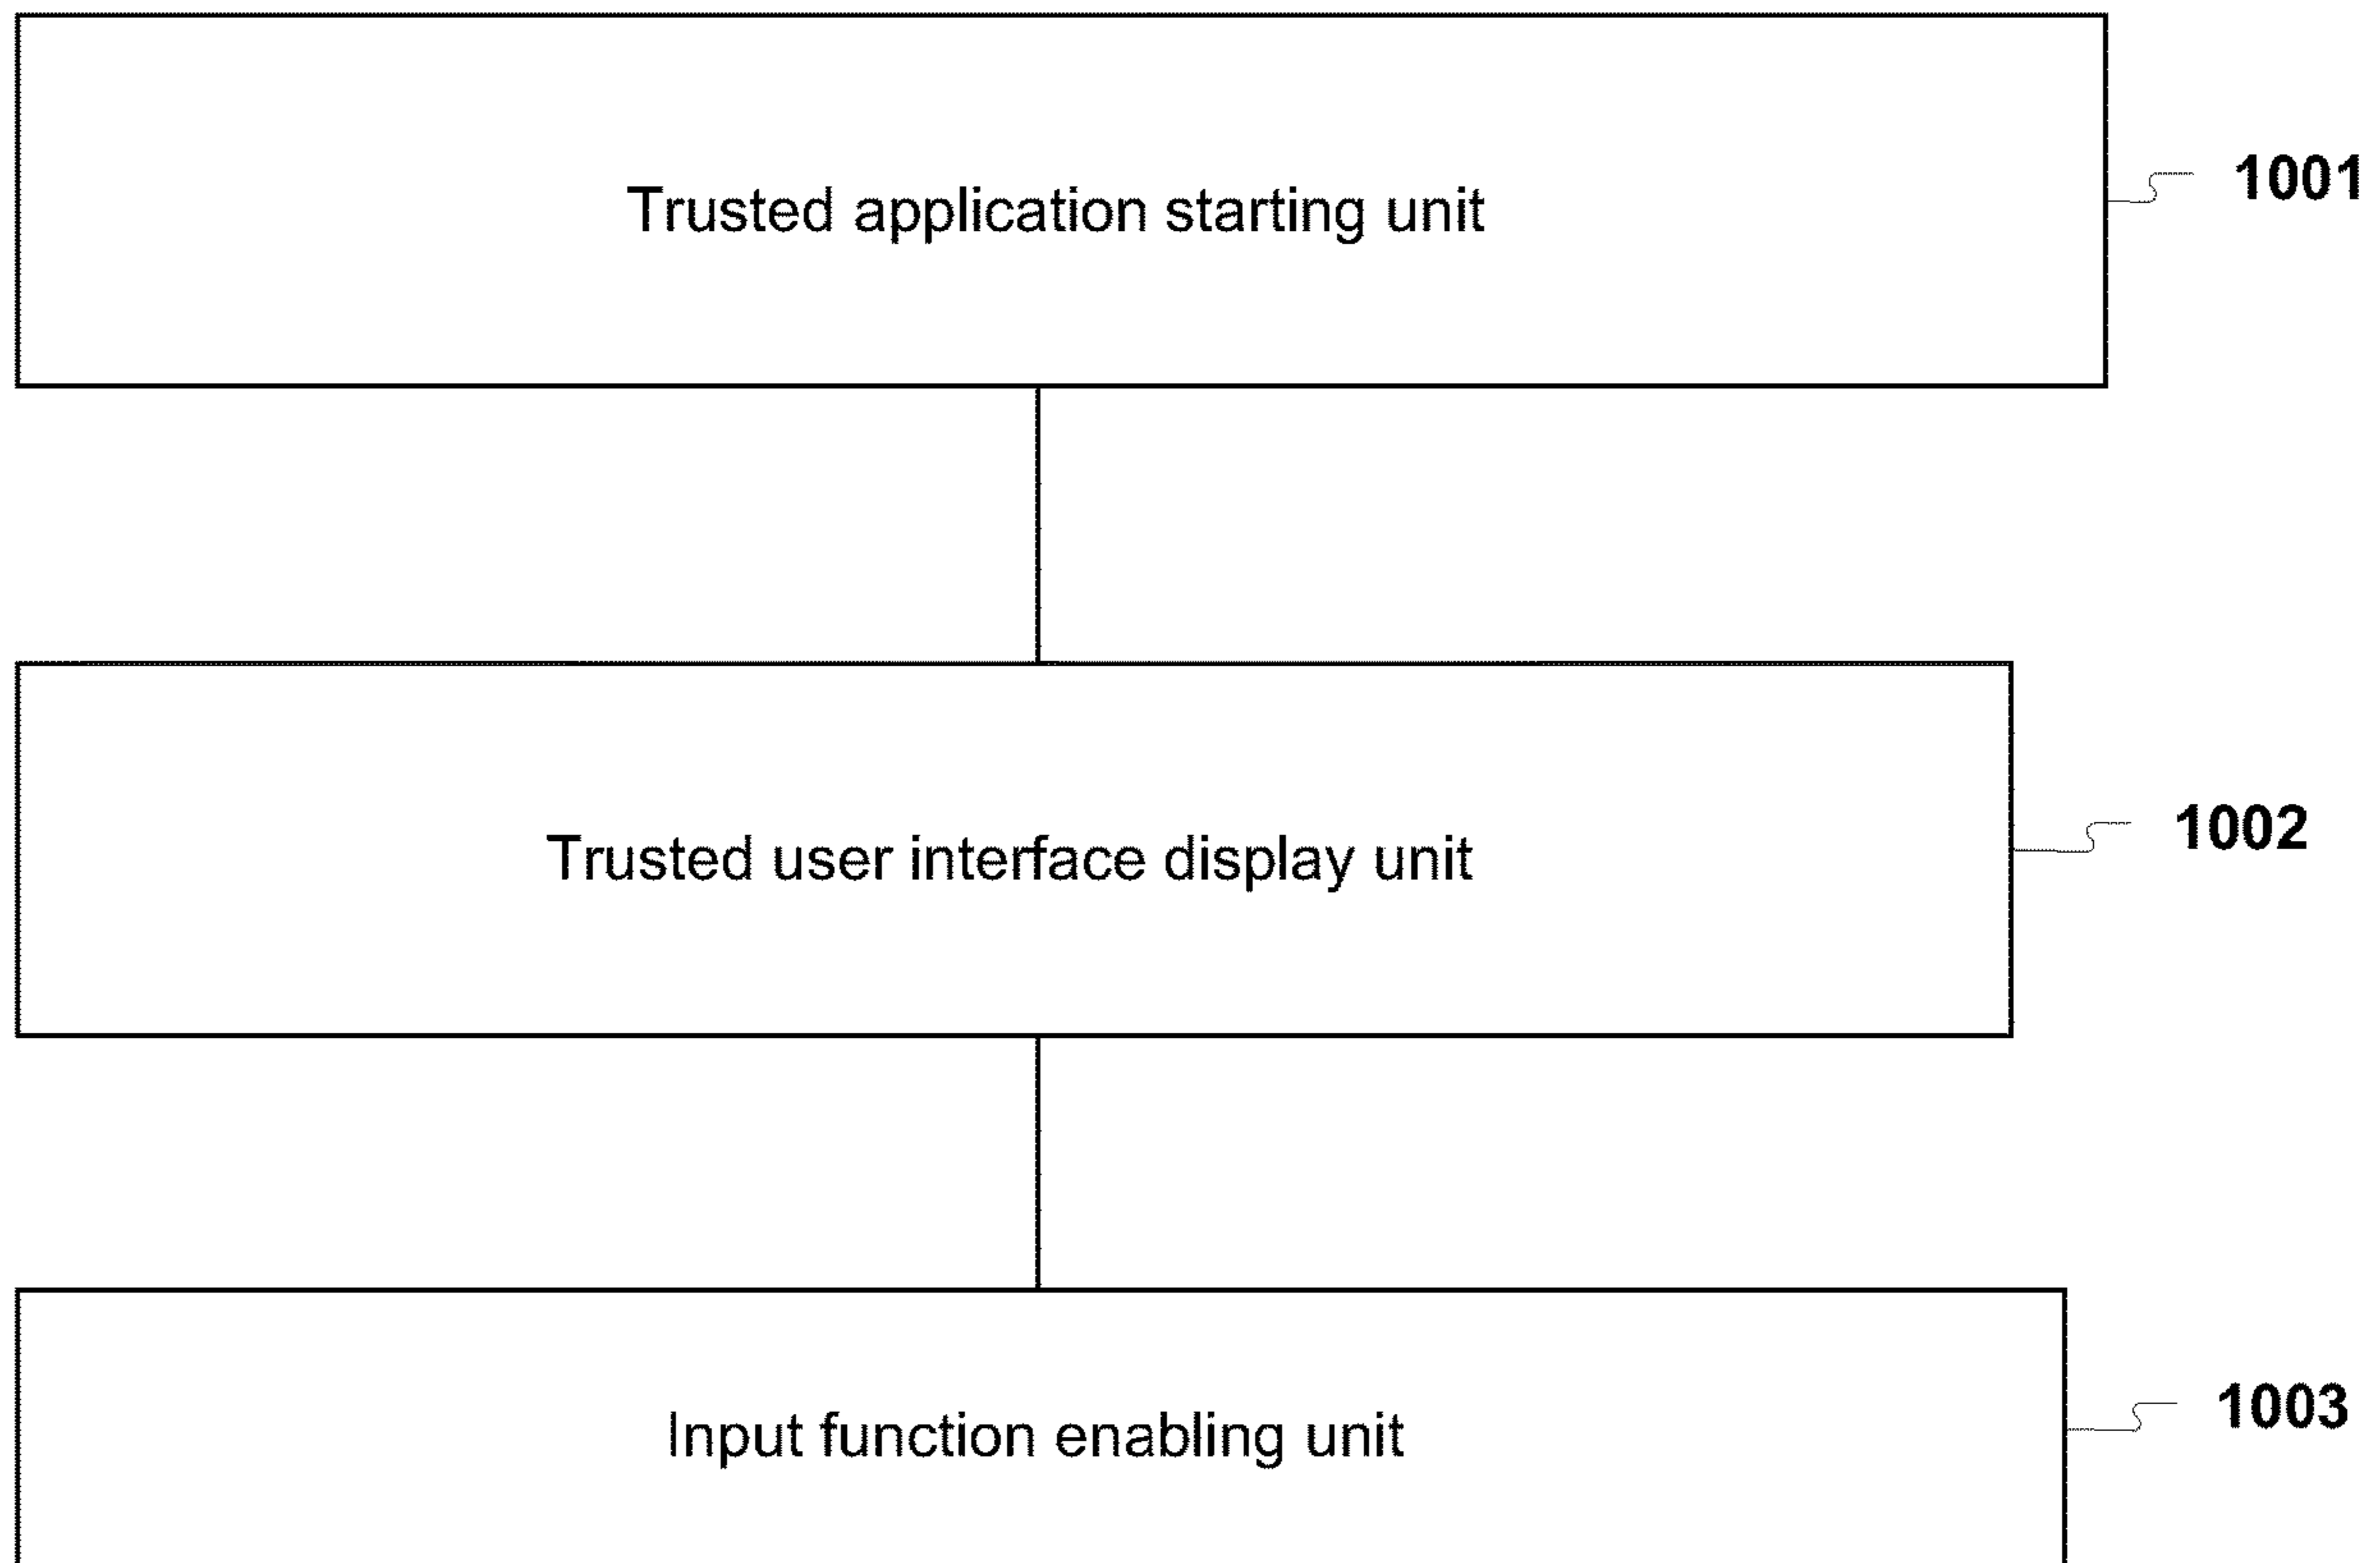 Trusted application starting unit
1001
Trusted user interface display unit
1002
Input function enabling unit
1003